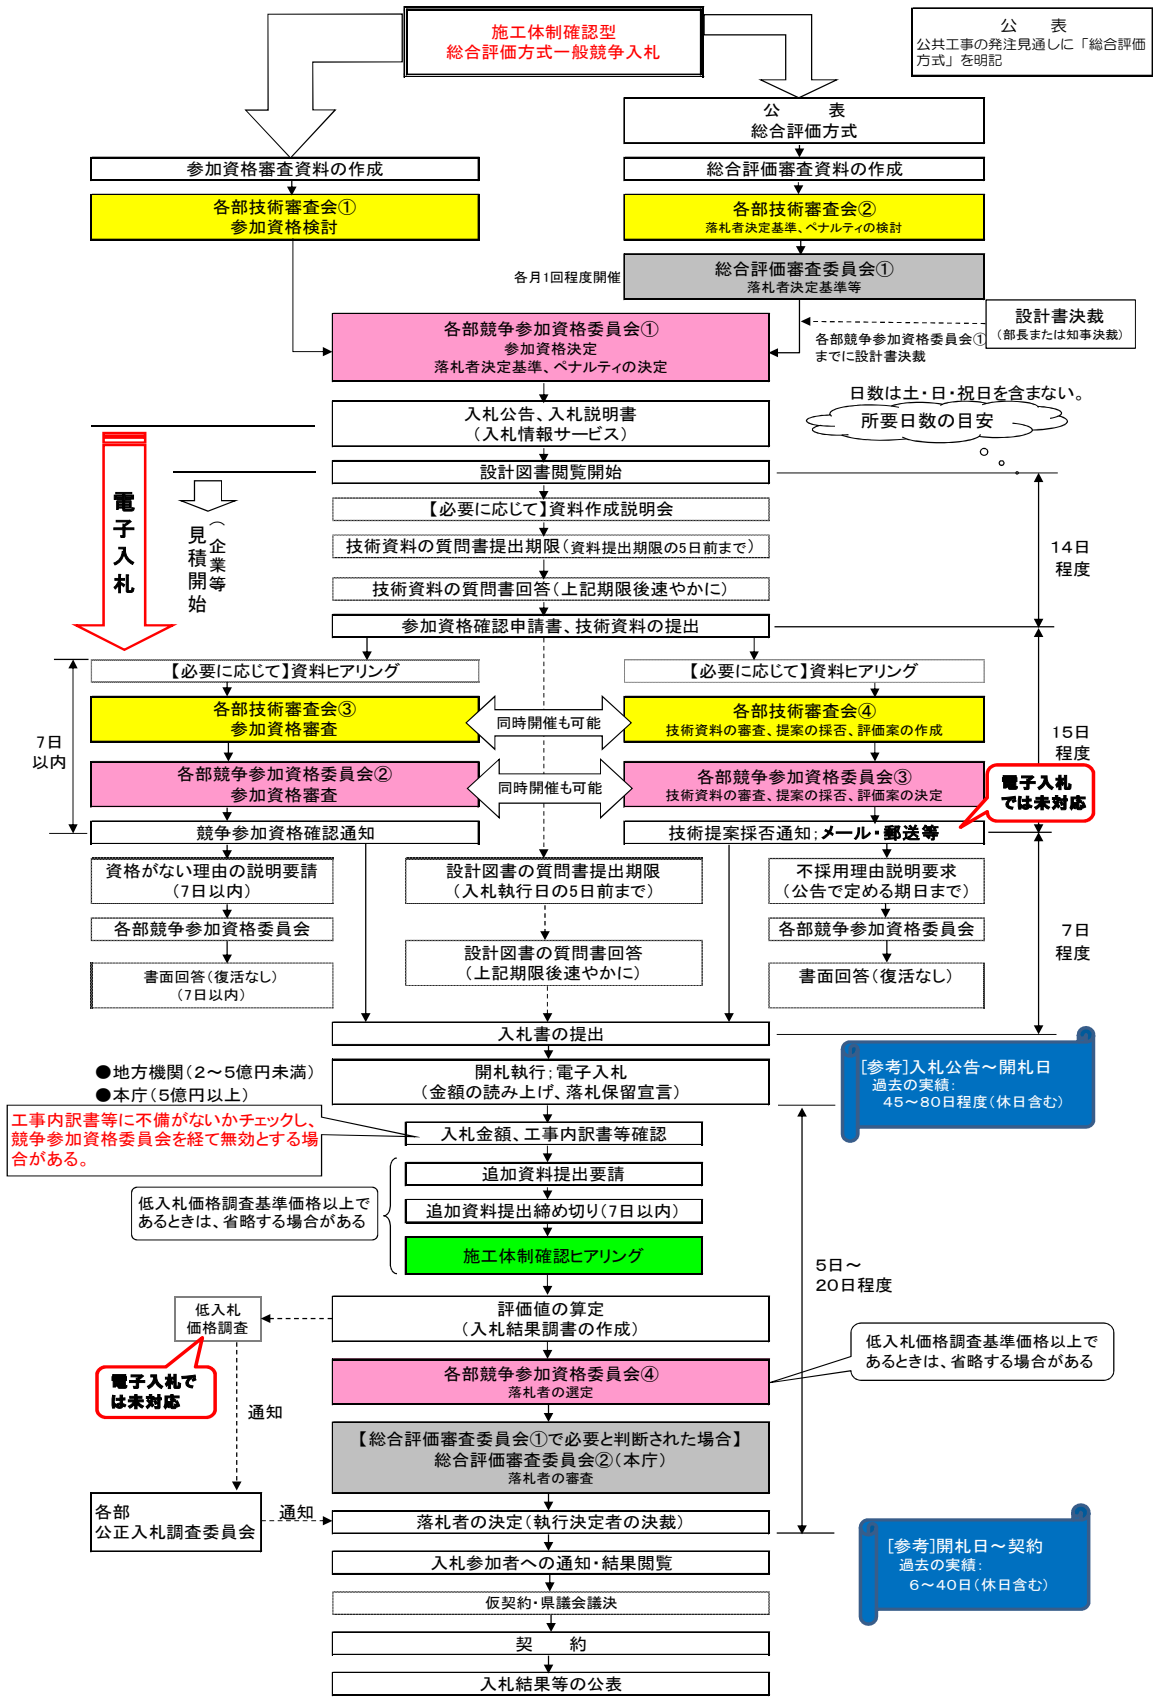 施工体制確認型
総合評価方式一般競争入札
公　　表
公共工事の発注見通しに「総合評価
方式」を明記
公　　表
総合評価方式
参加資格審査資料の作成
総合評価審査資料の作成
各部技術審査会①
参加資格検討
各部技術審査会②
落札者決定基準、ペナルティの検討
各月1回程度開催
総合評価審査委員会①
落札者決定基準等
設計書決裁
(部長または知事決裁)
各部競争参加資格委員会①
までに設計書決裁
各部競争参加資格委員会①
参加資格決定
落札者決定基準、ペナルティの決定
日数は土・日・祝日を含まない。
所要日数の目安
入札公告、入札説明書
（入札情報サービス）
設計図書閲覧開始
電子入札
（企業等
見積開始
【必要に応じて】資料作成説明会
技術資料の質問書提出期限(資料提出期限の5日前まで)
技術資料の質問書回答(上記期限後速やかに)
14日
程度
参加資格確認申請書、技術資料の提出
【必要に応じて】資料ヒアリング
【必要に応じて】資料ヒアリング
各部技術審査会③
参加資格審査
同時開催も可能
各部技術審査会④
技術資料の審査、提案の採否、評価案の作成
7日
以内
15日
程度
各部競争参加資格委員会②
参加資格審査
同時開催も可能
各部競争参加資格委員会③
技術資料の審査、提案の採否、評価案の決定
電子入札
では未対応
競争参加資格確認通知
技術提案採否通知；メール・郵送等
資格がない理由の説明要請
(7日以内)
設計図書の質問書提出期限
(入札執行日の5日前まで)
不採用理由説明要求
(公告で定める期日まで)
各部競争参加資格委員会
各部競争参加資格委員会
7日
程度
設計図書の質問書回答
(上記期限後速やかに)
書面回答(復活なし)
(7日以内)
書面回答(復活なし)
入札書の提出
●地方機関(2～5億円未満)
●本庁(5億円以上)
開札執行；電子入札
(金額の読み上げ、落札保留宣言)
[参考]入札公告～開札日
過去の実績：
45～80日程度(休日含む)
工事内訳書等に不備がないかチェックし、
競争参加資格委員会を経て無効とする場
合がある。
入札金額、工事内訳書等確認
追加資料提出要請
低入札価格調査基準価格以上で
あるときは、省略する場合がある
追加資料提出締め切り(7日以内)
施工体制確認ヒアリング
5日～
20日程度
低入札
価格調査
評価値の算定
(入札結果調書の作成)
低入札価格調査基準価格以上で
あるときは、省略する場合がある
電子入札で
は未対応
各部競争参加資格委員会④
落札者の選定
通知
【総合評価審査委員会①で必要と判断された場合】
総合評価審査委員会②(本庁)
落札者の審査
各部
公正入札調査委員会
通知
落札者の決定(執行決定者の決裁)
[参考]開札日～契約
過去の実績：
6～40日(休日含む)
入札参加者への通知・結果閲覧
仮契約・県議会議決
契　　約
入札結果等の公表